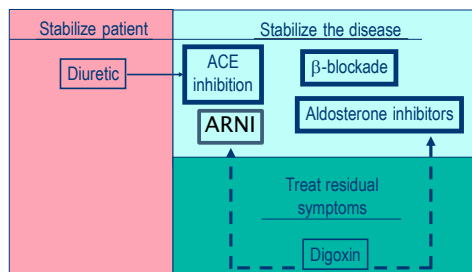 Stabilize patient
Stabilize the disease
Diuretic
ACE
inhibition
β-blockade
ARNI
Aldosterone inhibitors
Treat residual
symptoms
Digoxin